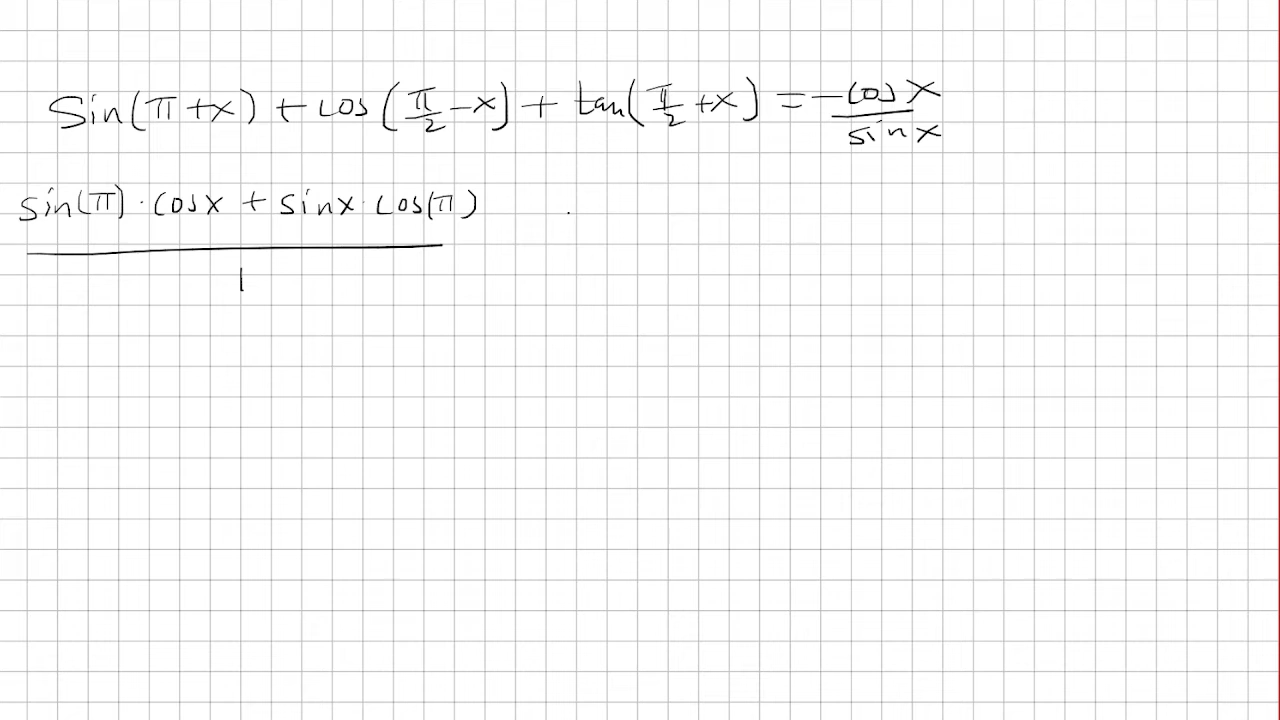 Sin(π+x) + cos(π/2 −x) + tan(π/2 +x) = −cosx/sinx
sin(π)·cosx + sinx·cos(π)
1